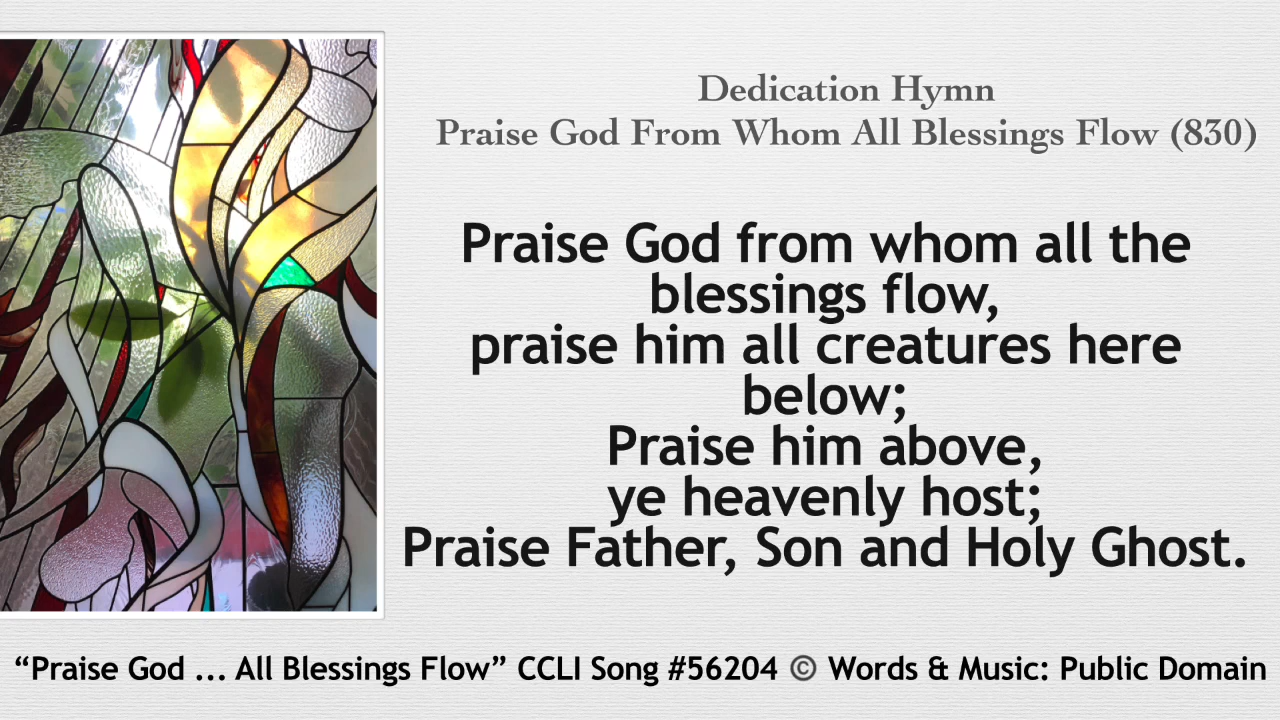 Dedication Hymn
Praise God From Whom All Blessings Flow (830)
Praise God from whom all the
blessings flow,
praise him all creatures here
below;
Praise him above,
ye heavenly host;
Praise Father, Son and Holy Ghost.
“Praise God ... All Blessings Flow” CCLI Song #56204 © Words & Music: Public Domain